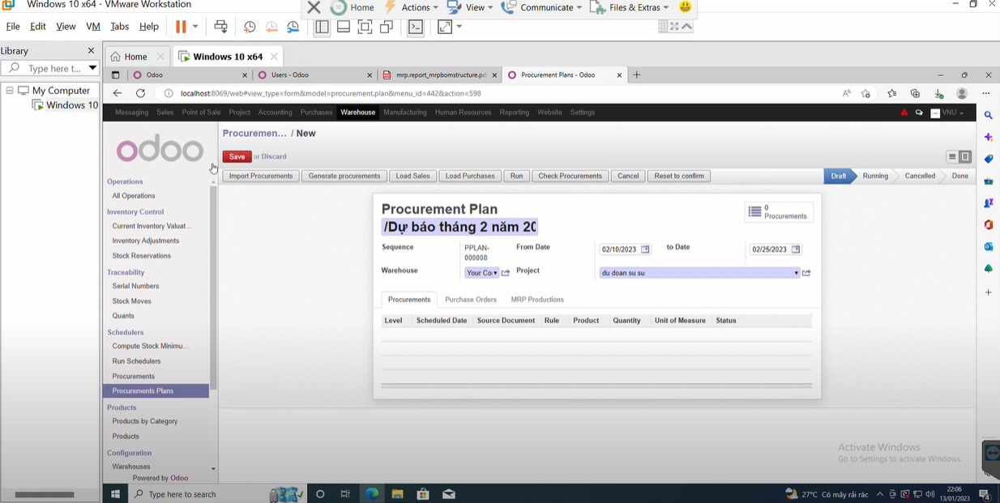 Windows 10 x64 - VMware Workstation
Home Actions View Communicate Files & Extras
File Edit View VM Tabs Help
Library
Type here t...
My Computer
Windows 10
Home Windows 10 x64
Odoo Users - Odoo mrp.report_mrpbomstructure.pdf Procurement Plans - Odoo
localhost:8069/web#view_type=form&model=procurement.plan&menu_id=442&action=598
Messaging Sales Point of Sale Project Accounting Purchases Warehouse Manufacturing Human Resources Reporting Website Settings VNU
odoo
Procuremen... / New
Save or Discard
Import Procurements Generate procurements Load Sales Load Purchases Run Check Procurements Cancel Reset to confirm Draft Running Cancelled Done
Operations
All Operations
Inventory Control
Current Inventory Valuat...
Inventory Adjustments
Stock Reservations
Traceability
Serial Numbers
Stock Moves
Quants
Schedulers
Compute Stock Minimu...
Run Schedulers
Procurements
Procurements Plans
Products
Products by Category
Products
Configuration
Warehouses
Powered by Odoo
Procurement Plan
0 Procurements
/Dự báo tháng 2 năm 20
Sequence PPLAN-000008 From Date 02/10/2023 to Date 02/25/2023
Warehouse Your Co Project du doan su su
Procurements Purchase Orders MRP Productions
Level Scheduled Date Source Document Rule Product Quantity Unit of Measure Status
Activate Windows
Go to Settings to activate Windows.
Type here to search
27°C Có mây rải rác
22:06
13/01/2023
4